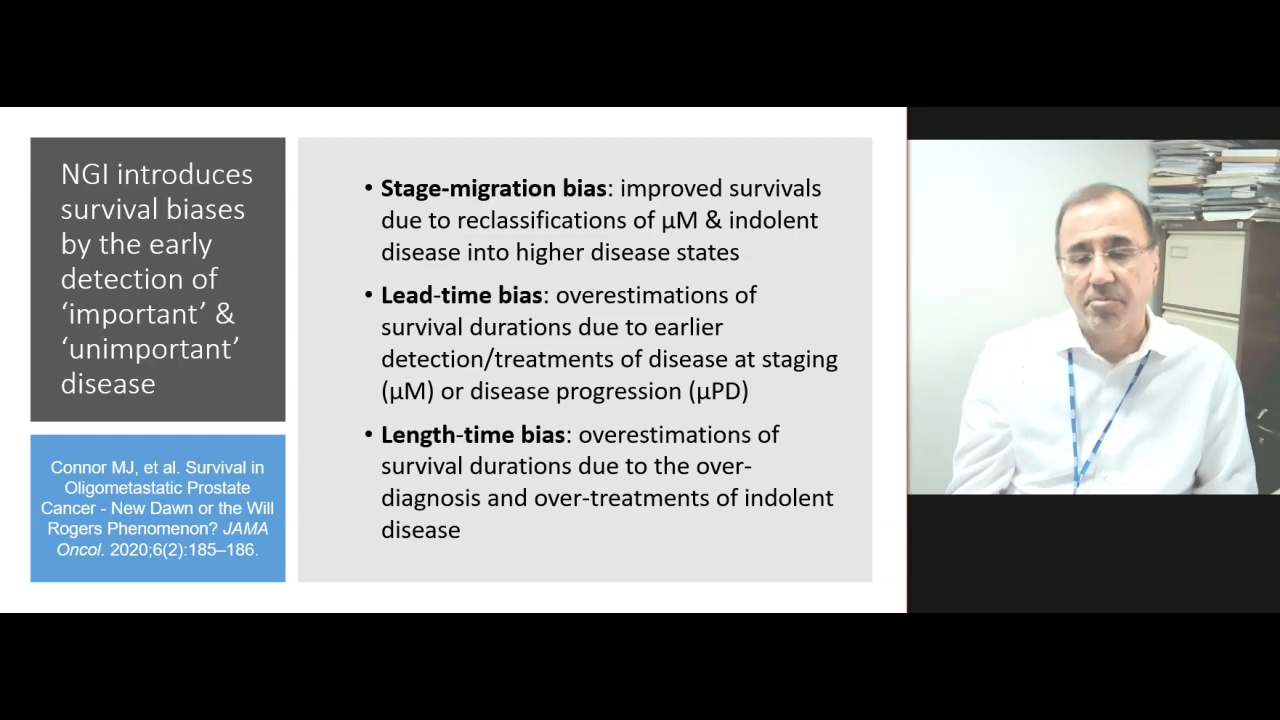 NGI introduces
survival biases
by the early
detection of
‘important’ &
‘unimportant’
disease
Connor MJ, et al. Survival in
Oligometastatic Prostate
Cancer - New Dawn or the Will
Rogers Phenomenon? JAMA
Oncol. 2020;6(2):185–186.
• Stage-migration bias: improved survivals
due to reclassifications of µM & indolent
disease into higher disease states
• Lead-time bias: overestimations of
survival durations due to earlier
detection/treatments of disease at staging
(µM) or disease progression (µPD)
• Length-time bias: overestimations of
survival durations due to the over-
diagnosis and over-treatments of indolent
disease